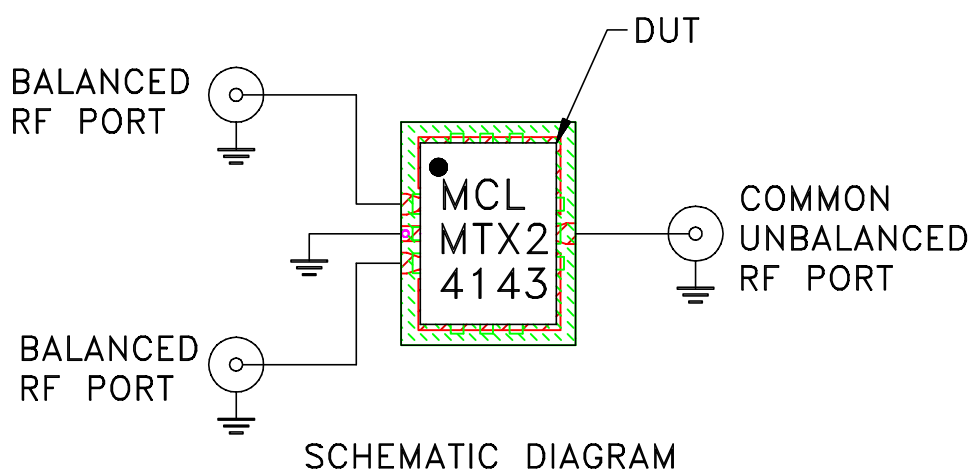 DUT
BALANCED
RF PORT
MCL
MTX2
4143
COMMON
UNBALANCED
RF PORT
BALANCED
RF PORT
SCHEMATIC DIAGRAM